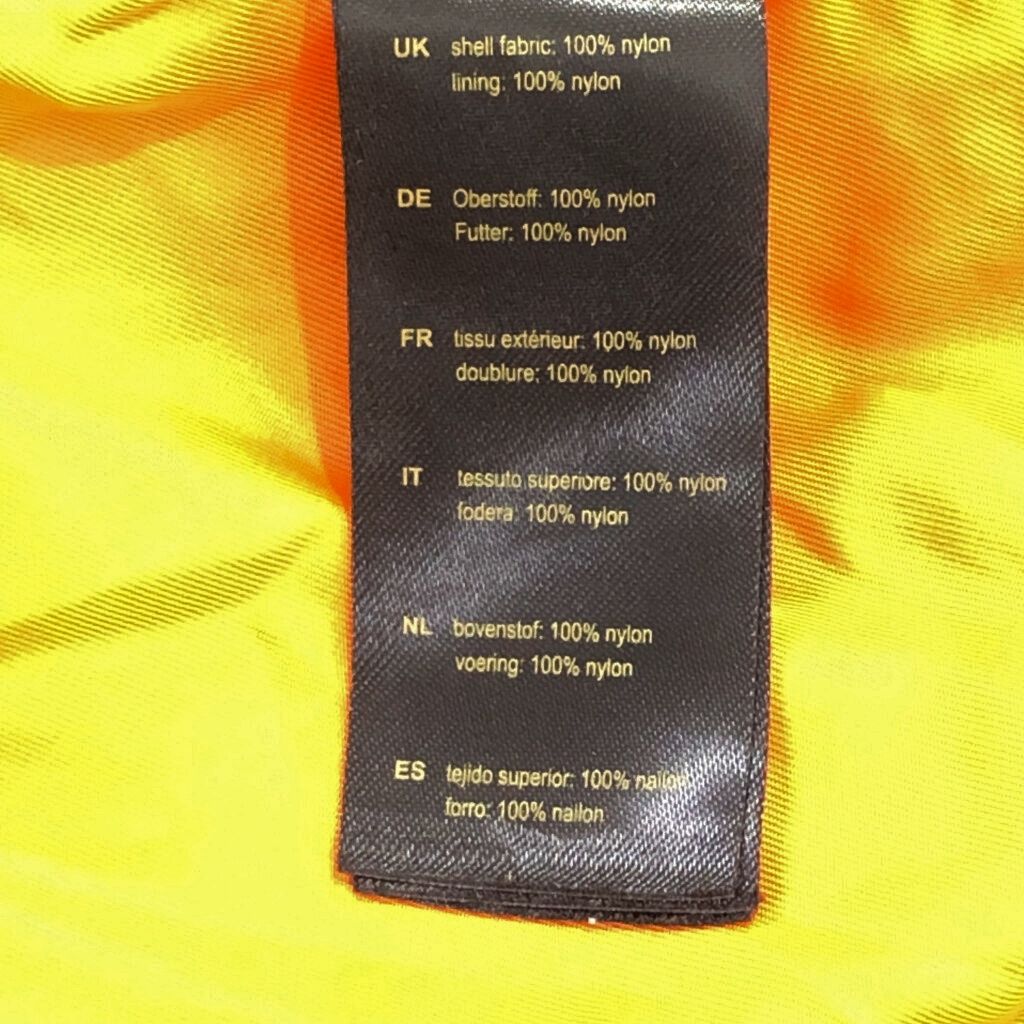 UK shell fabric: 100% nylon
lining: 100% nylon
DE Oberstoff: 100% nylon
Futter: 100% nylon
FR tissu extérieur: 100% nylon
doublure: 100% nylon
IT tessuto superiore: 100% nylon
fodera: 100% nylon
NL bovenstof: 100% nylon
voering: 100% nylon
ES tejido superior: 100% nailon
forro: 100% nailon